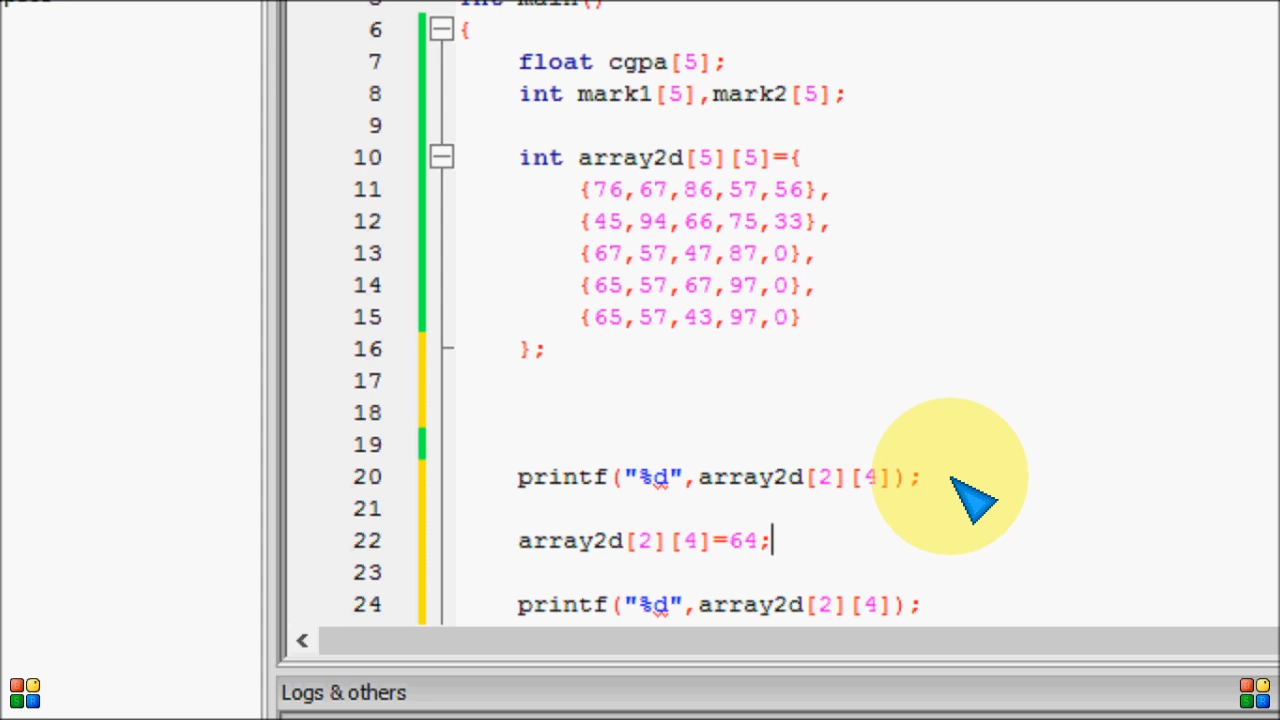 int main()
6 {
7 float cgpa[5];
8 int mark1[5],mark2[5];
9
10 int array2d[5][5]={
11 {76,67,86,57,56},
12 {45,94,66,75,33},
13 {67,57,47,87,0},
14 {65,57,67,97,0},
15 {65,57,43,97,0}
16 };
17
18
19
20 printf("%d",array2d[2][4]);
21
22 array2d[2][4]=64;
23
24 printf("%d",array2d[2][4]);
Logs & others